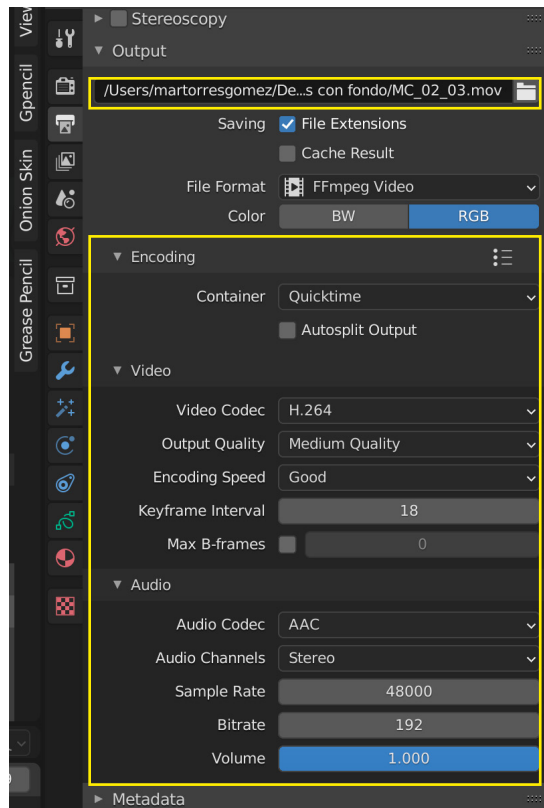 View
Gpencil
Onion Skin
Grease Pencil
Stereoscopy
Output
/Users/martorresgomez/De...s con fondo/MC_02_03.mov
Saving File Extensions
Cache Result
File Format FFmpeg Video
Color BW RGB
Encoding
Container Quicktime
Autosplit Output
Video
Video Codec H.264
Output Quality Medium Quality
Encoding Speed Good
Keyframe Interval 18
Max B-frames 0
Audio
Audio Codec AAC
Audio Channels Stereo
Sample Rate 48000
Bitrate 192
Volume 1.000
Metadata